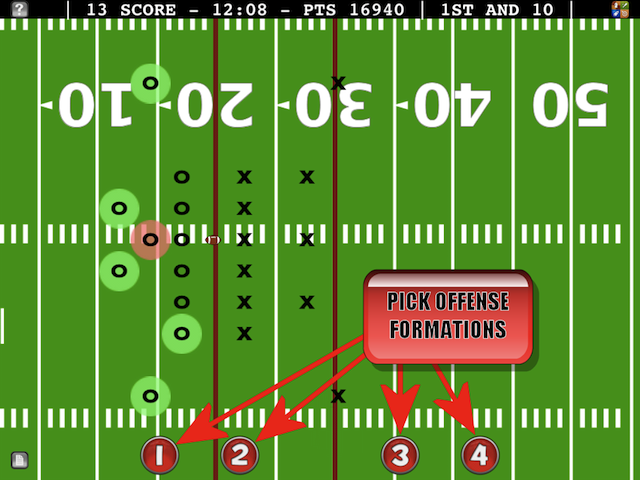 ?
| 13 SCORE - 12:08 - PTS 16940 | 1ST AND 10 |
O X
10 20 30 40 50
O X X
O O X
O O X X
O O X
O X X
O X
PICK OFFENSE
FORMATIONS
O X
1 2 3 4